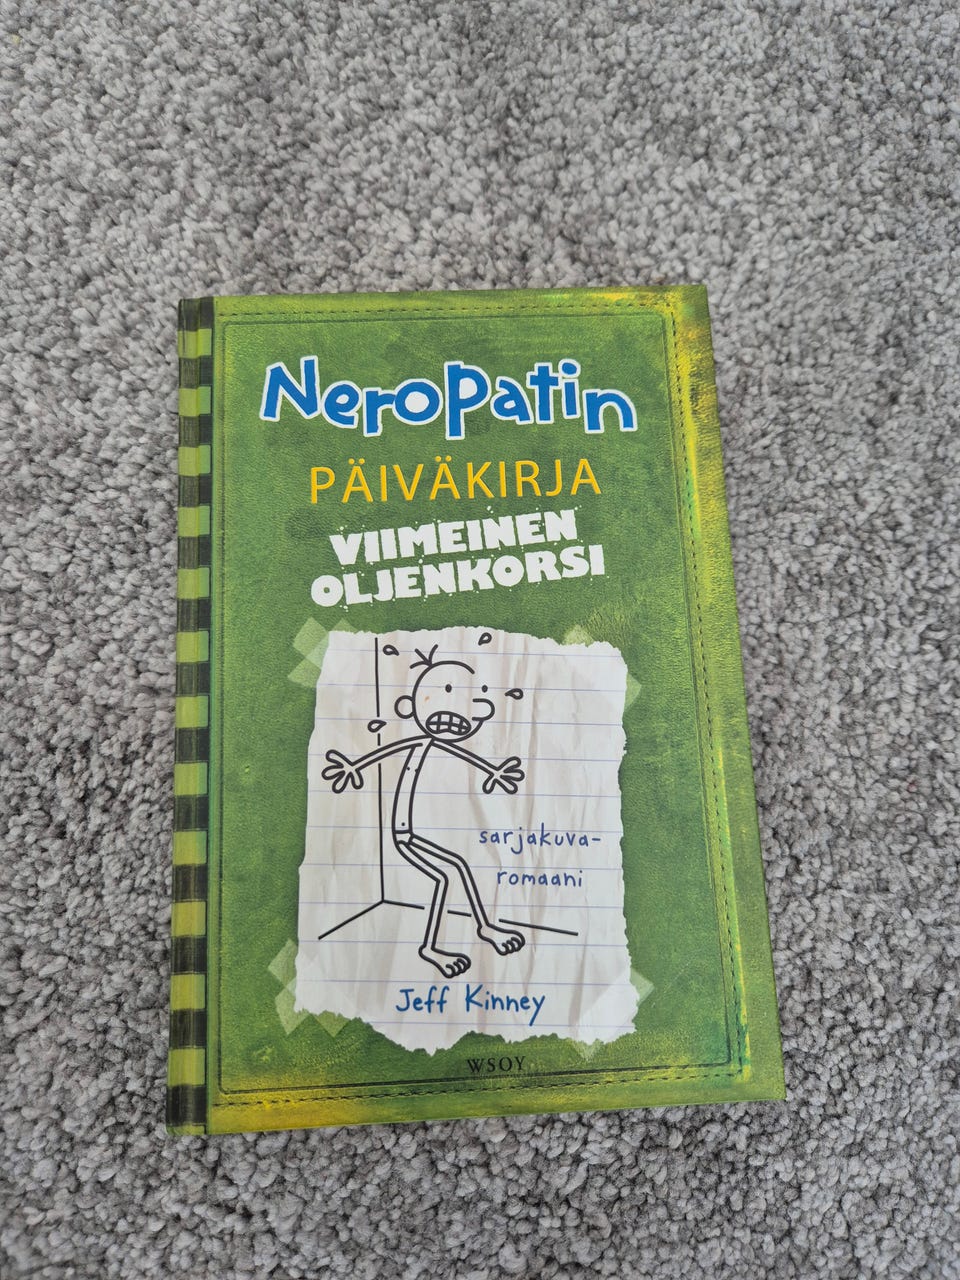 Neropatin
PÄIVÄKIRJA
VIIMEINEN
OLJENKORSI
sarjakuva-
romaani
Jeff Kinney
WSOY